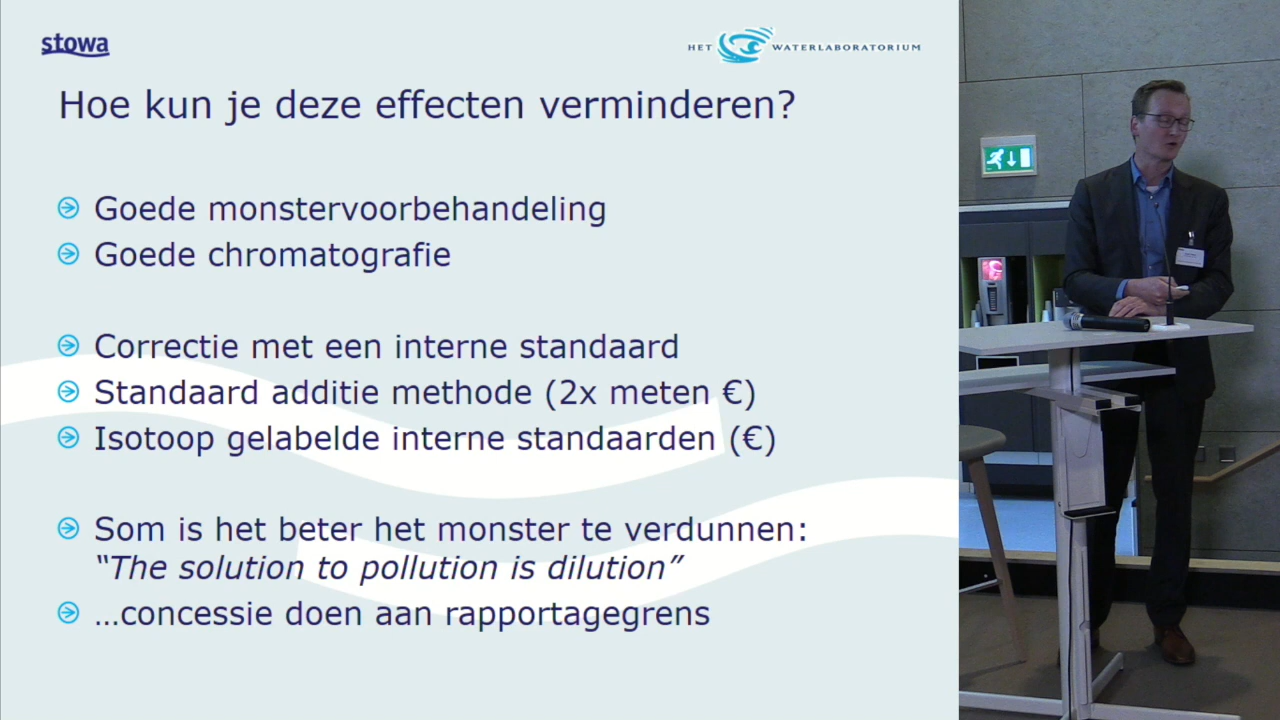 stowa
HET WATERLABORATORIUM
Hoe kun je deze effecten verminderen?
Goede monstervoorbehandeling
Goede chromatografie
Correctie met een interne standaard
Standaard additie methode (2x meten €)
Isotoop gelabelde interne standaarden (€)
Som is het beter het monster te verdunnen:
“The solution to pollution is dilution”
…concessie doen aan rapportagegrens